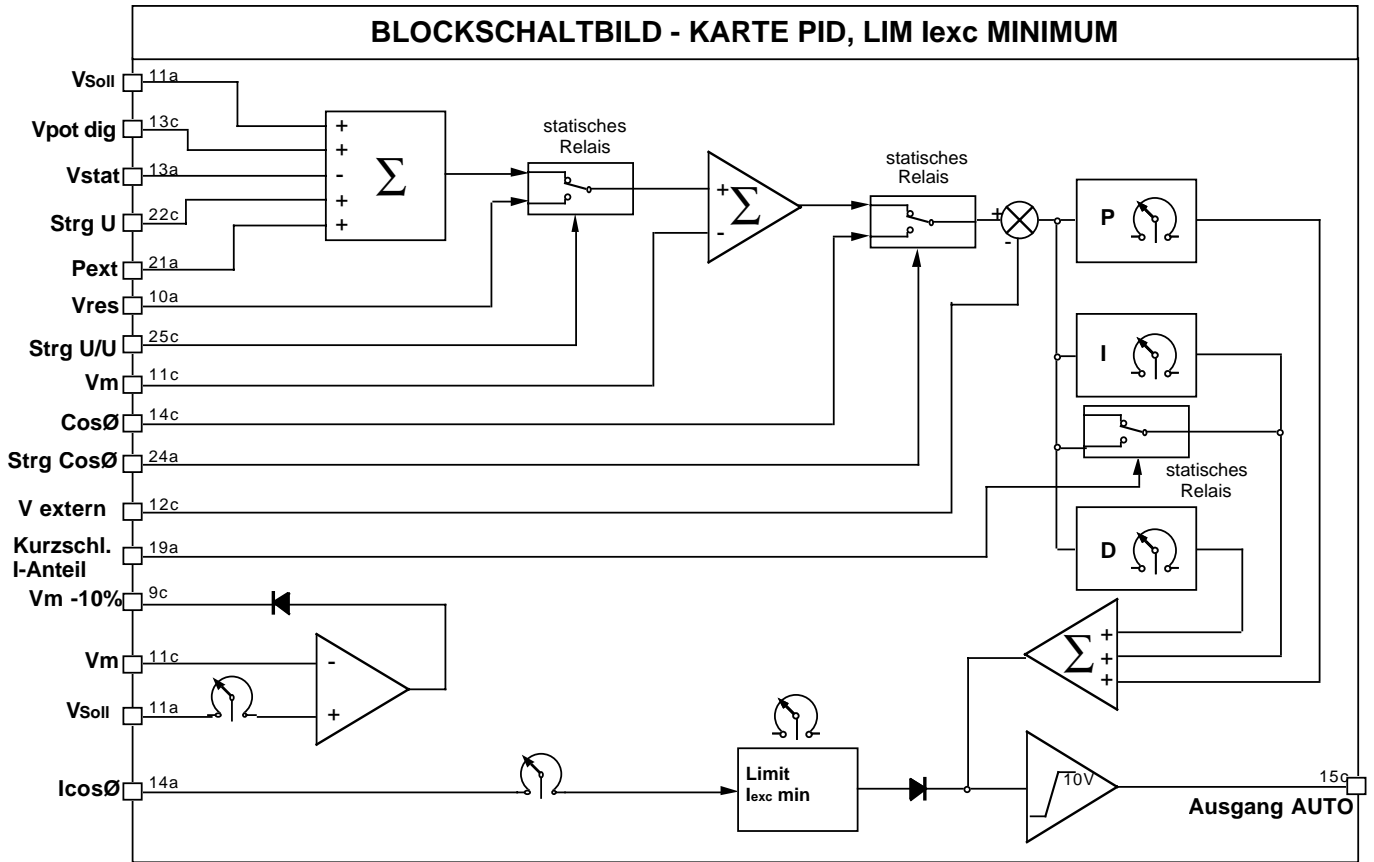 BLOCKSCHALTBILD - KARTE PID, LIM Iexc MINIMUM
VSoll 11a
Vpot dig 13c
Vstat 13a
Strg U 22c
Pext 21a
Vres 10a
Strg U/U 25c
Vm 11c
CosØ 14c
Strg CosØ 24a
V extern 12c
Kurzschl. 19a
I-Anteil
Vm -10% 9c
Vm 11c
VSoll 11a
IcosØ 14a
+
+
-
+
+
Σ
statisches
Relais
+
-
Σ
statisches
Relais
+
-
P
I
statisches
Relais
D
Σ
+
+
+
-
+
Limit
Iexc min
10V
15c
Ausgang AUTO